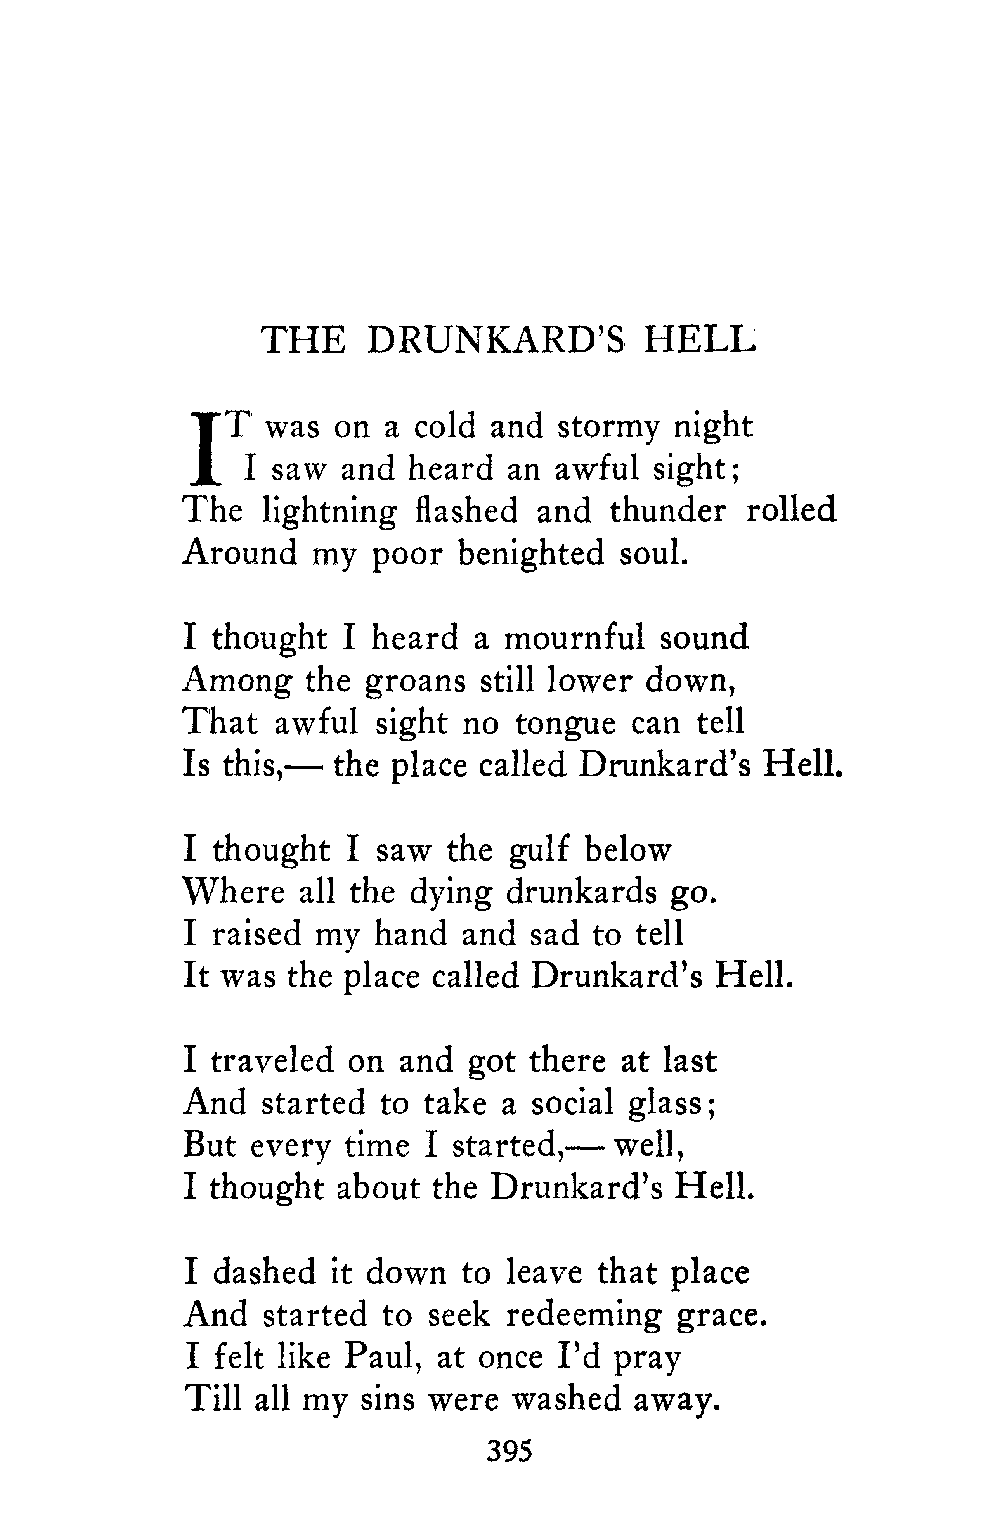 THE DRUNKARD'S HELL
IT was on a cold and stormy night
I saw and heard an awful sight;
The lightning flashed and thunder rolled
Around my poor benighted soul.
I thought I heard a mournful sound
Among the groans still lower down,
That awful sight no tongue can tell
Is this,— the place called Drunkard's Hell.
I thought I saw the gulf below
Where all the dying drunkards go.
I raised my hand and sad to tell
It was the place called Drunkard's Hell.
I traveled on and got there at last
And started to take a social glass;
But every time I started,— well,
I thought about the Drunkard's Hell.
I dashed it down to leave that place
And started to seek redeeming grace.
I felt like Paul, at once I'd pray
Till all my sins were washed away.
395